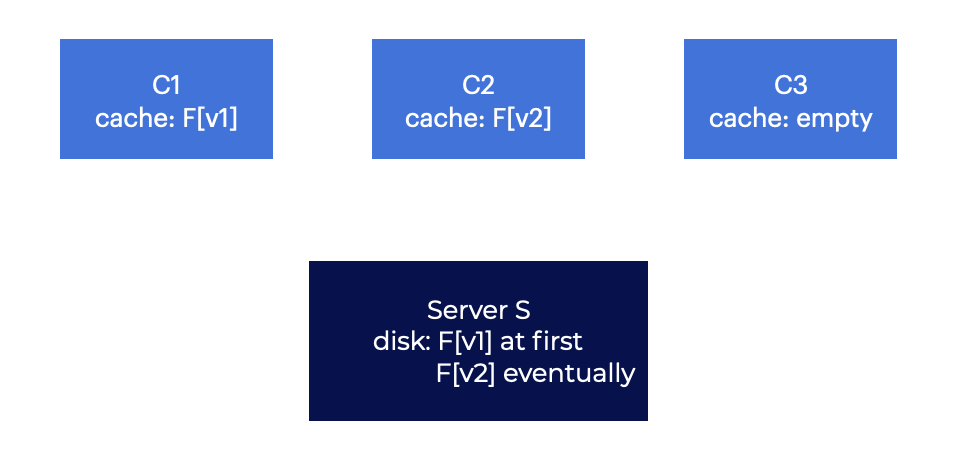 C1
cache: F[v1]
C2
cache: F[v2]
C3
cache: empty
Server S
disk: F[v1] at first
F[v2] eventually